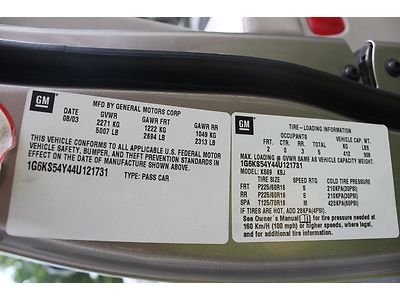 GM
MFD BY GENERAL MOTORS CORP
DATE GVWR GAWR FRT GAWR RR
08/03 2271 KG 1222 KG 1049 KG
5007 LB 2694 LB 2313 LB
THIS VEHICLE CONFORMS TO ALL APPLICABLE U.S. FEDERAL MOTOR
VEHICLE SAFETY, BUMPER, AND THEFT PREVENTION STANDARDS IN
EFFECT ON THE DATE OF MANUFACTURE SHOWN ABOVE.
1G6KS54Y44U121731
TYPE: PASS CAR
GM
TIRE-LOADING INFORMATION
OCCUPANTS VEHICLE CAP. WT.
FRT CTR RR TOTAL KG LBS
2 0 3 5 412 908
MAX. LOADING @ GVWR SAME AS VEHICLE CAPACITY WEIGHT
1G6KS54Y44U121731
MODEL: KS69 KBJ
TIRE SIZE SPEED RTG COLD TIRE PRESSURE
FRT P225/60R16 S 210KPA(30PSI)
RR P225/60R16 S 210KPA(30PSI)
SPA T125/70R16 M 420KPA(60PSI)
IF TIRES ARE HOT, ADD 28KPA(4PSI).
See Owner's Manual for tire pressure needed at
160 Km/H (100 mph) or higher speeds, where
legal, and for additional information.